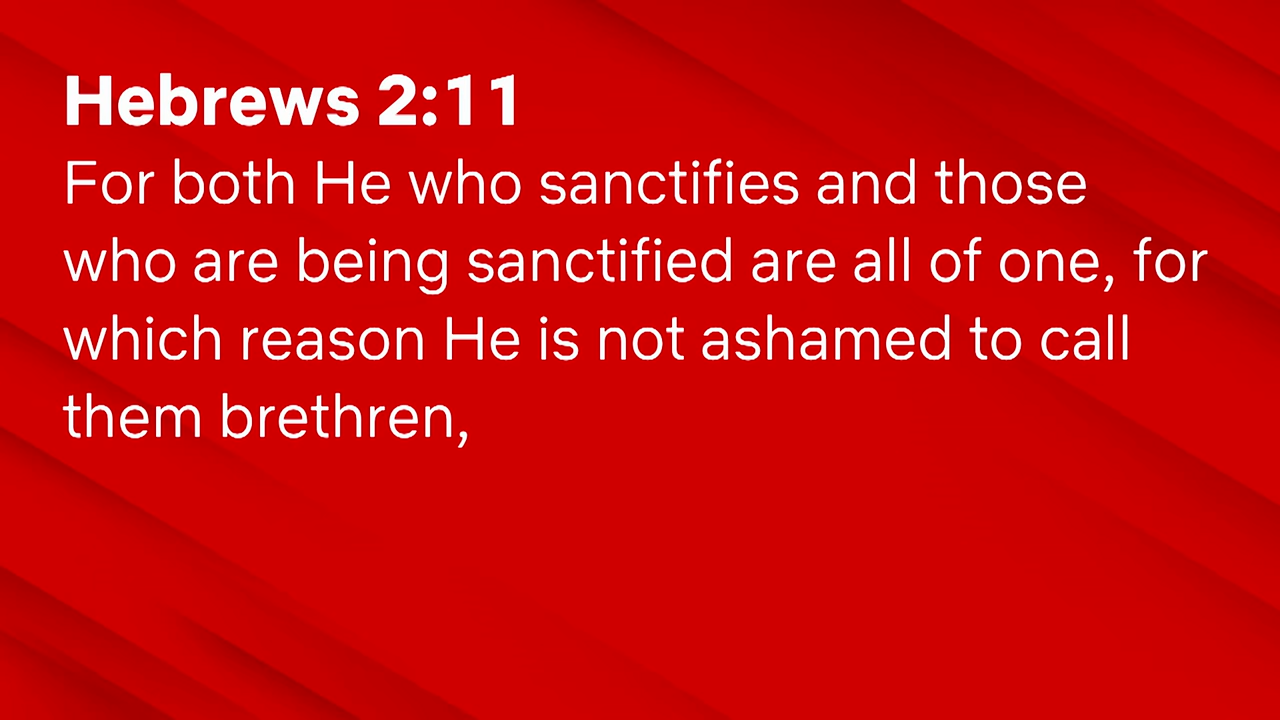 Hebrews 2:11
For both He who sanctifies and those
who are being sanctified are all of one, for
which reason He is not ashamed to call
them brethren,